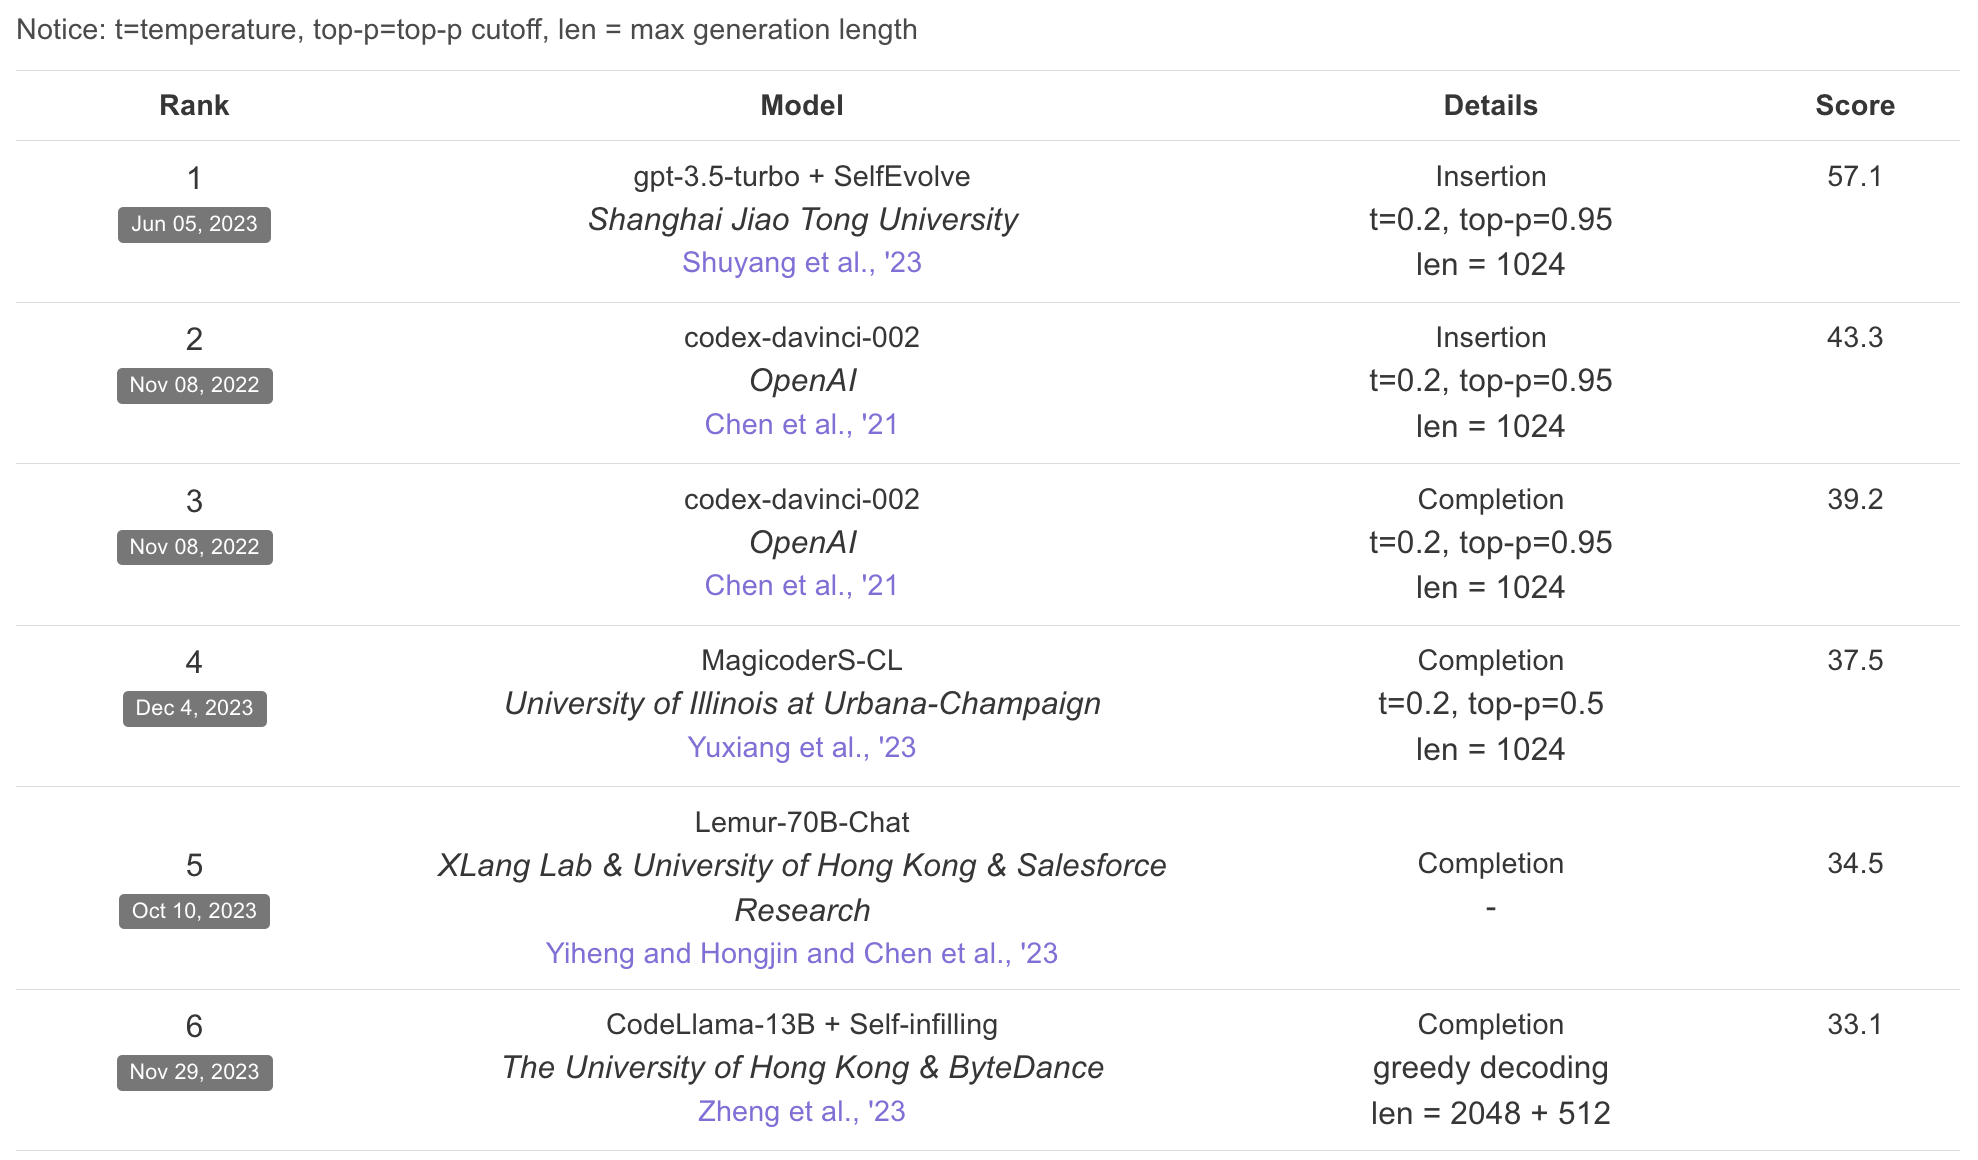 Notice: t=temperature, top-p=top-p cutoff, len = max generation length
Rank Model Details Score
1
Jun 05, 2023
gpt-3.5-turbo + SelfEvolve
Shanghai Jiao Tong University
Shuyang et al., '23
Insertion
t=0.2, top-p=0.95
len = 1024
57.1
2
Nov 08, 2022
codex-davinci-002
OpenAI
Chen et al., '21
Insertion
t=0.2, top-p=0.95
len = 1024
43.3
3
Nov 08, 2022
codex-davinci-002
OpenAI
Chen et al., '21
Completion
t=0.2, top-p=0.95
len = 1024
39.2
4
Dec 4, 2023
MagicoderS-CL
University of Illinois at Urbana-Champaign
Yuxiang et al., '23
Completion
t=0.2, top-p=0.5
len = 1024
37.5
5
Oct 10, 2023
Lemur-70B-Chat
XLang Lab & University of Hong Kong & Salesforce
Research
Yiheng and Hongjin and Chen et al., '23
Completion
-
34.5
6
Nov 29, 2023
CodeLlama-13B + Self-infilling
The University of Hong Kong & ByteDance
Zheng et al., '23
Completion
greedy decoding
len = 2048 + 512
33.1